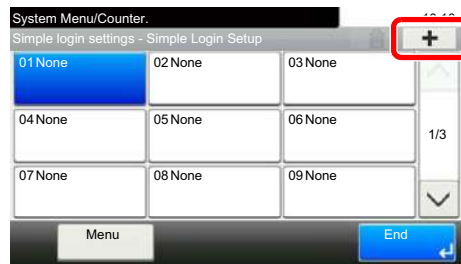 System Menu/Counter.
Simple login settings - Simple Login Setup
+
01 None
02 None
03 None
04 None
05 None
06 None
1/3
07 None
08 None
09 None
Menu
End